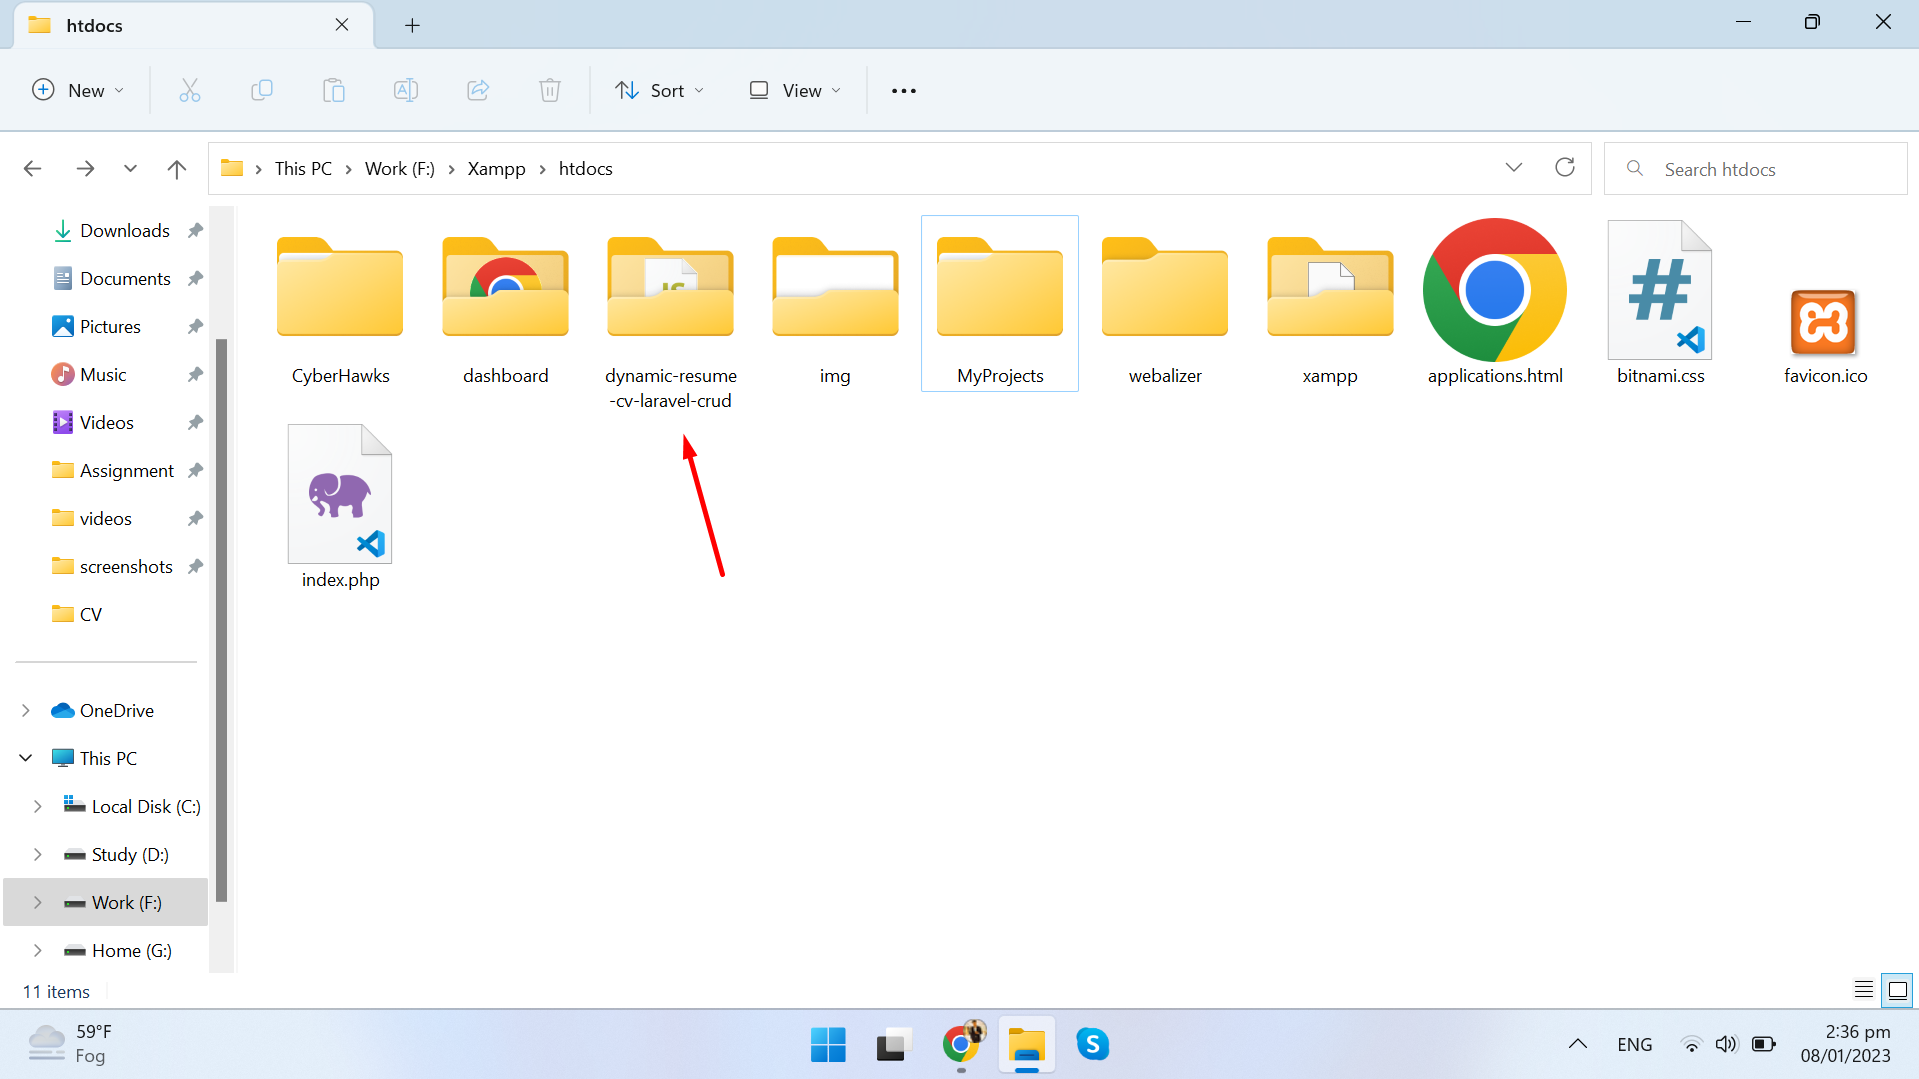 htdocs
New
Sort
View
This PC
Work (F:)
Xampp
htdocs
Search htdocs
Downloads
Documents
Pictures
Music
Videos
Assignment
videos
screenshots
CV
OneDrive
This PC
Local Disk (C:)
Study (D:)
Work (F:)
Home (G:)
CyberHawks
dashboard
dynamic-resume
-cv-laravel-crud
img
MyProjects
webalizer
xampp
applications.html
bitnami.css
favicon.ico
index.php
11 items
59°F
Fog
ENG
2:36 pm
08/01/2023